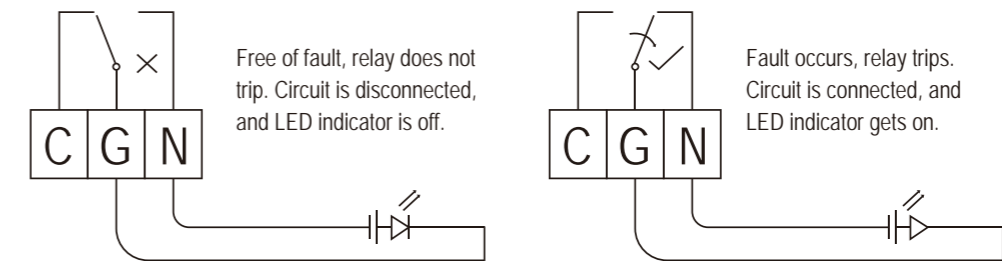 C G N
Free of fault, relay does not
trip. Circuit is disconnected,
and LED indicator is off.
C G N
Fault occurs, relay trips.
Circuit is connected, and
LED indicator gets on.